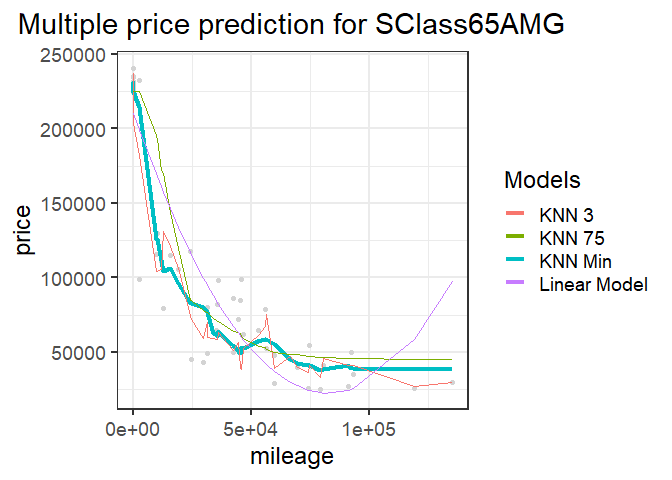 Multiple price prediction for SClass65AMG
250000
200000
150000
100000
50000
price
0e+00
5e+04
1e+05
mileage
Models
KNN 3
KNN 75
KNN Min
Linear Model